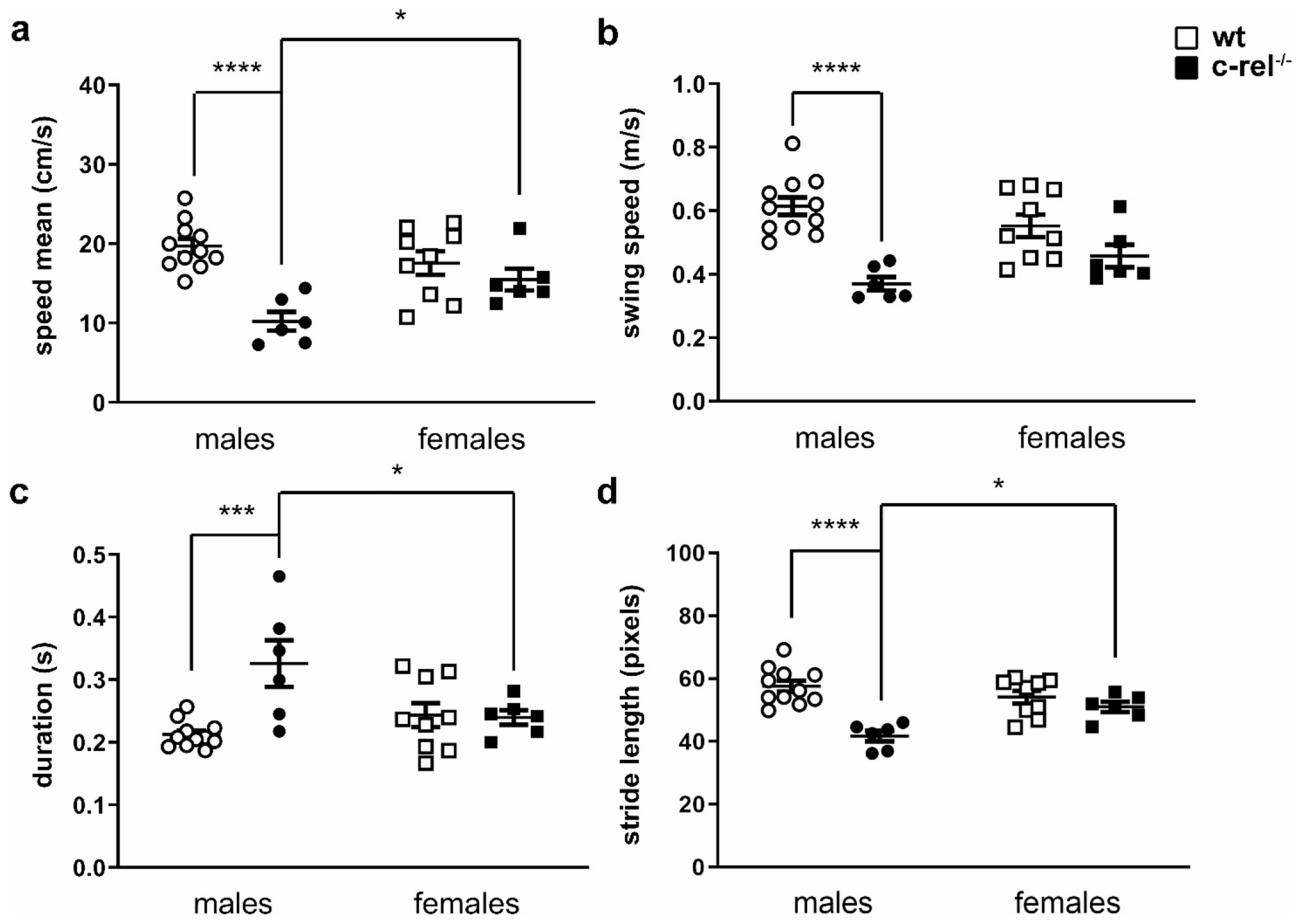 a
*
****
speed mean (cm/s)
40
30
20
10
0
males females
b
wt
c-rel-/-
****
swing speed (m/s)
1.0
0.8
0.6
0.4
0.2
0.0
males females
c
*
***
duration (s)
0.5
0.4
0.3
0.2
0.1
0.0
males females
d
*
****
stride length (pixels)
100
80
60
40
20
0
males females